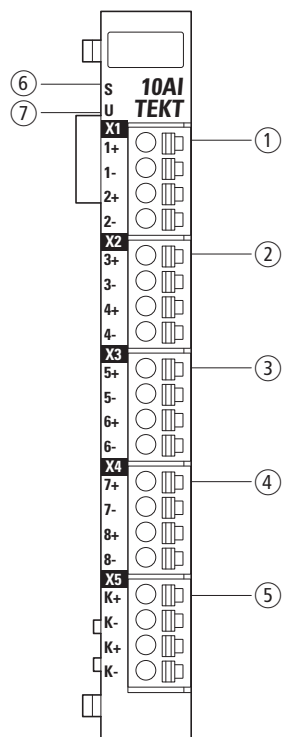 10AI
⑥ S
⑦ U TEKT
X1
1+ ①
1-
2+
2-
X2
3+ ②
3-
4+
4-
X3
5+ ③
5-
6+
6-
X4
7+ ④
7-
8+
8-
X5
K+ ⑤
K-
K+
K-